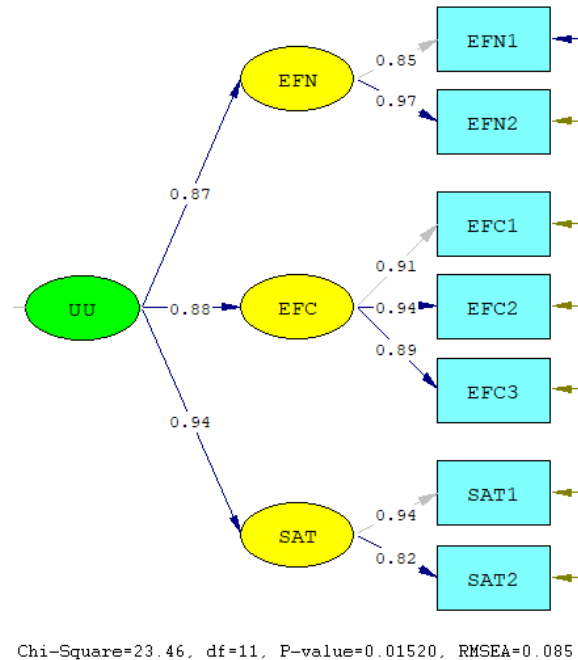 EFN1
0.85
EFN
0.97
EFN2
0.87
EFC1
0.91
UU
0.88
EFC
0.94
EFC2
0.89
EFC3
0.94
SAT1
0.94
SAT
0.82
SAT2
Chi-Square=23.46, df=11, P-value=0.01520, RMSEA=0.085